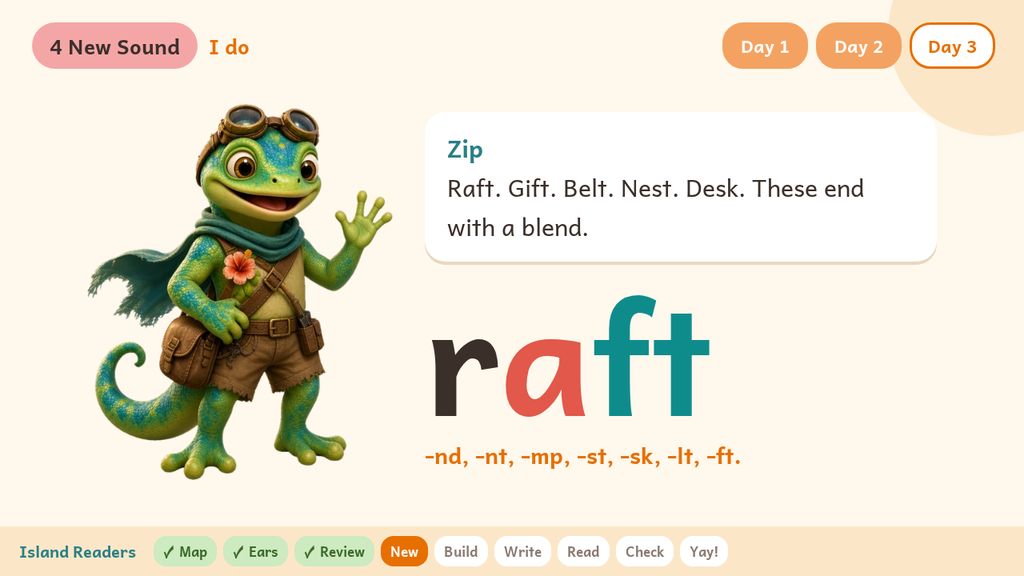 4 New Sound I do Day 1 Day 2 Day 3
Zip
Raft. Gift. Belt. Nest. Desk. These end
with a blend.
raft
-nd, -nt, -mp, -st, -sk, -lt, -ft.
Island Readers ✓ Map ✓ Ears ✓ Review New Build Write Read Check Yay!